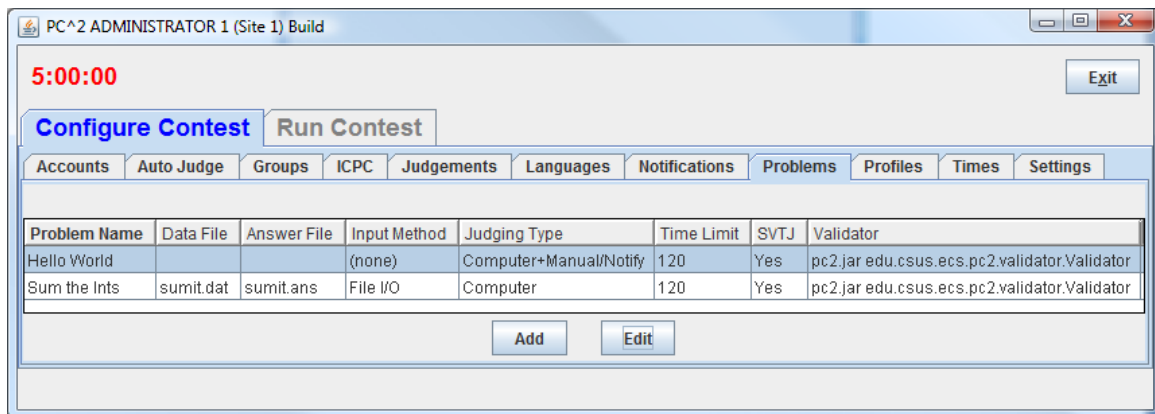 PC^2 ADMINISTRATOR 1 (Site 1) Build
5:00:00
Exit
Configure Contest Run Contest
Accounts Auto Judge Groups ICPC Judgements Languages Notifications Problems Profiles Times Settings
Problem Name Data File Answer File Input Method Judging Type Time Limit SVTJ Validator
Hello World (none) Computer+Manual/Notify 120 Yes pc2.jar edu.csus.ecs.pc2.validator.Validator
Sum the Ints sumit.dat sumit.ans File I/O Computer 120 Yes pc2.jar edu.csus.ecs.pc2.validator.Validator
Add Edit